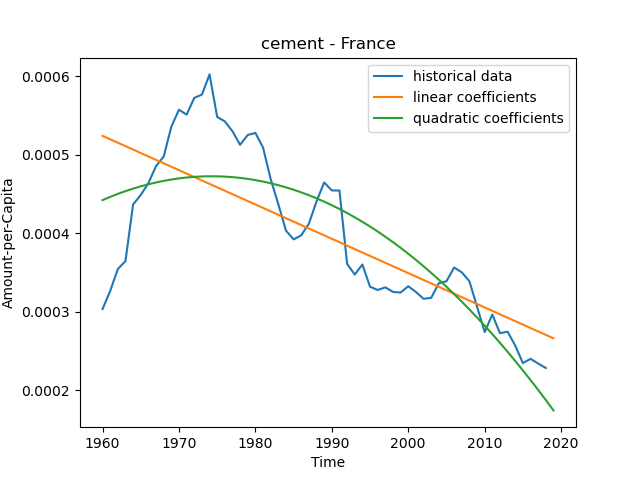 cement - France
historical data
linear coefficients
quadratic coefficients
Amount-per-Capita
0.0006
0.0005
0.0004
0.0003
0.0002
1960 1970 1980 1990 2000 2010 2020
Time